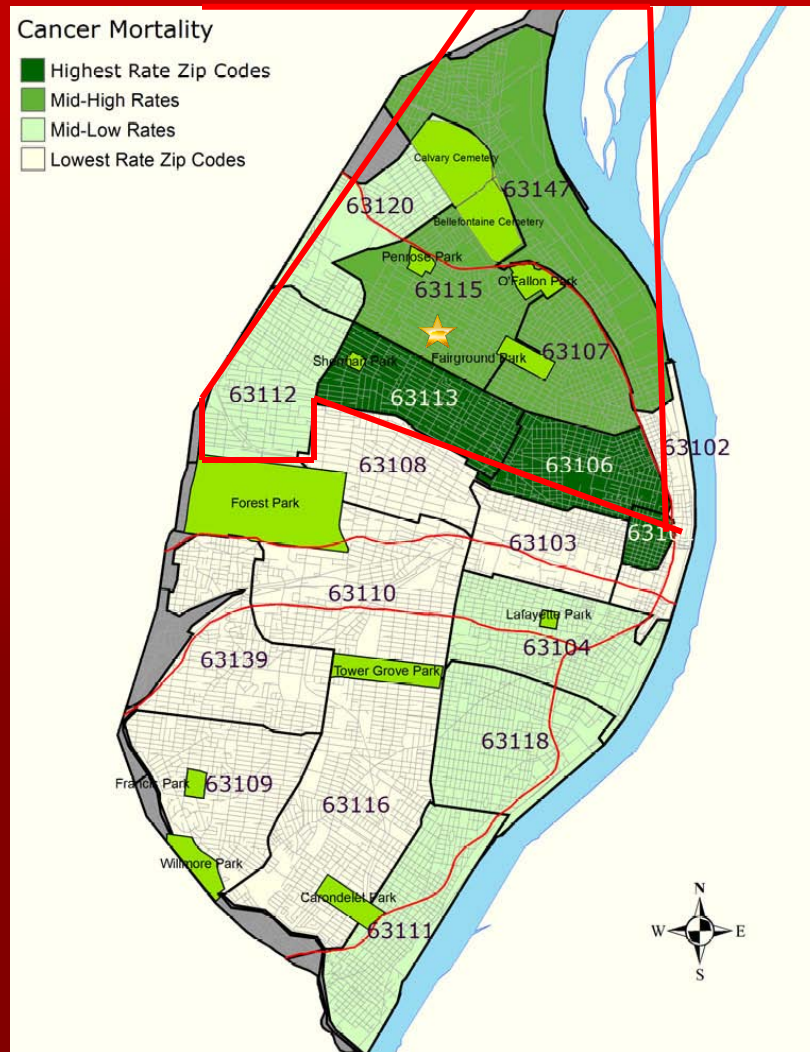 Cancer Mortality
Highest Rate Zip Codes
Mid-High Rates
Mid-Low Rates
Lowest Rate Zip Codes
Calvary Cemetery
63147
63120
Bellefontaine Cemetery
Penrose Park
O'Fallon Park
63115
Fairground Park
63107
Sherman Park
63112
63113
63102
63108
63106
Forest Park
63101
63103
63110
Lafayette Park
63104
63139
Tower Grove Park
63118
Francis Park
63109
63116
Willmore Park
Carondelet Park
63111
N
W
E
S